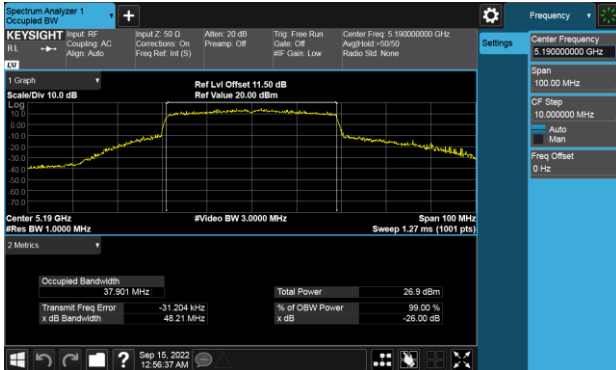 Spectrum Analyzer 1
Occupied BW
KEYSIGHT
R L
LXI
Input: RF
Coupling: AC
Align: Auto
Input Z: 50 Ω
Corrections: On
Freq Ref: Int (S)
Atten: 20 dB
Preamp: Off
Trig: Free Run
Gate: Off
#IF Gain: Low
Center Freq: 5.190000000 GHz
Avg|Hold:>50/50
Radio Std: None
1 Graph
Scale/Div 10.0 dB
Ref Lvl Offset 11.50 dB
Ref Value 20.00 dBm
Log
10.0
0.00
-10.0
-20.0
-30.0
-40.0
-50.0
-60.0
-70.0
Center 5.19 GHz
#Res BW 1.0000 MHz
#Video BW 3.0000 MHz
Span 100 MHz
Sweep 1.27 ms (1001 pts)
2 Metrics
Occupied Bandwidth
37.901 MHz
Transmit Freq Error -31.204 kHz
x dB Bandwidth 48.21 MHz
Total Power 26.9 dBm
% of OBW Power 99.00 %
x dB -26.00 dB
Sep 15, 2022
12:56:37 AM
Frequency
Settings
Center Frequency
5.190000000 GHz
Span
100.00 MHz
CF Step
10.000000 MHz
Auto
Man
Freq Offset
0 Hz